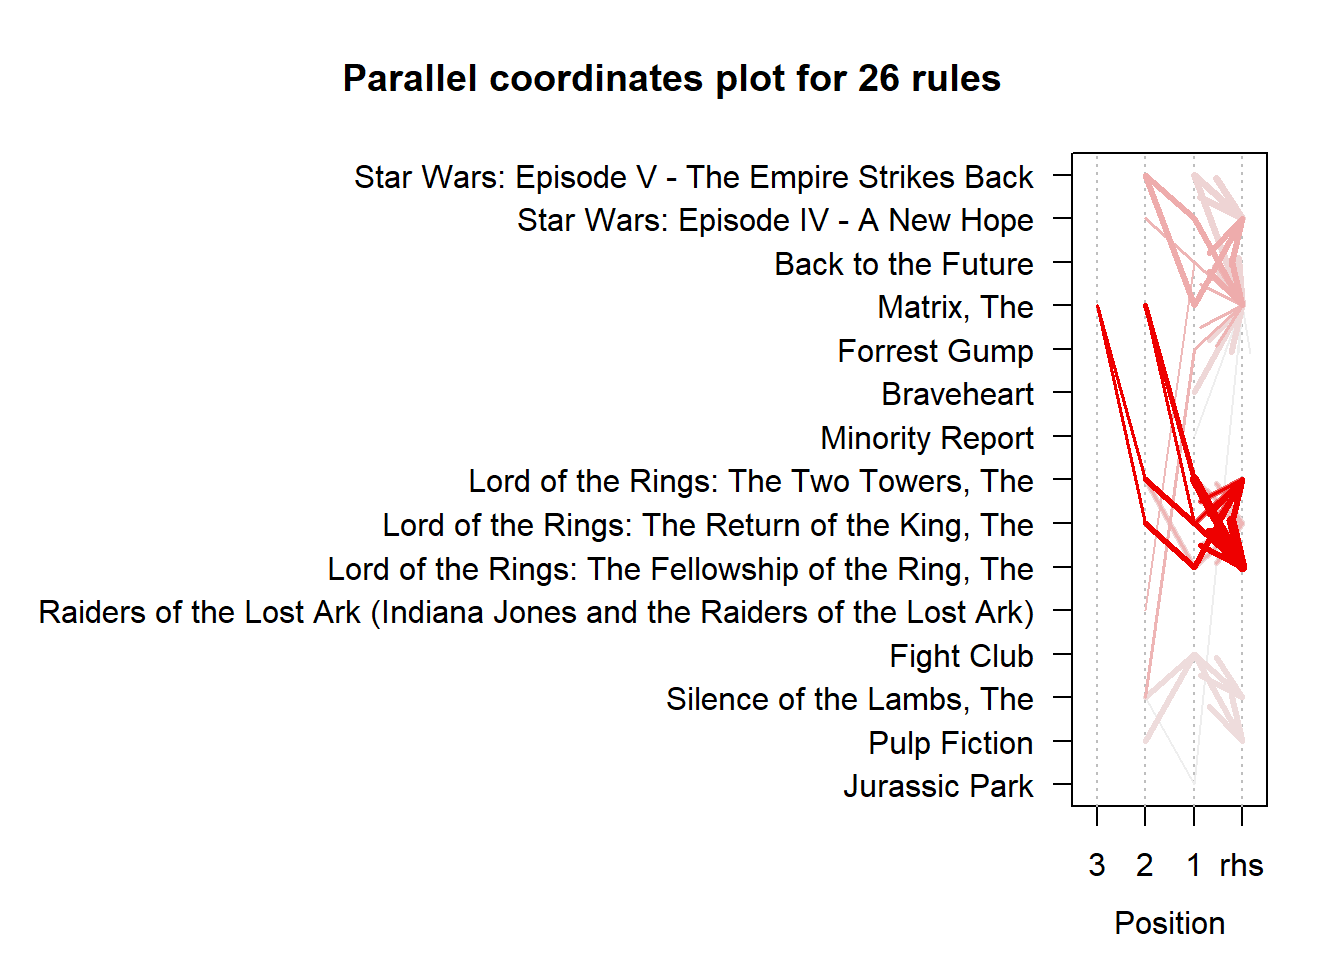 Parallel coordinates plot for 26 rules
Star Wars: Episode V - The Empire Strikes Back
Star Wars: Episode IV - A New Hope
Back to the Future
Matrix, The
Forrest Gump
Braveheart
Minority Report
Lord of the Rings: The Two Towers, The
Lord of the Rings: The Return of the King, The
Lord of the Rings: The Fellowship of the Ring, The
Raiders of the Lost Ark (Indiana Jones and the Raiders of the Lost Ark)
Fight Club
Silence of the Lambs, The
Pulp Fiction
Jurassic Park
3 2 1 rhs
Position